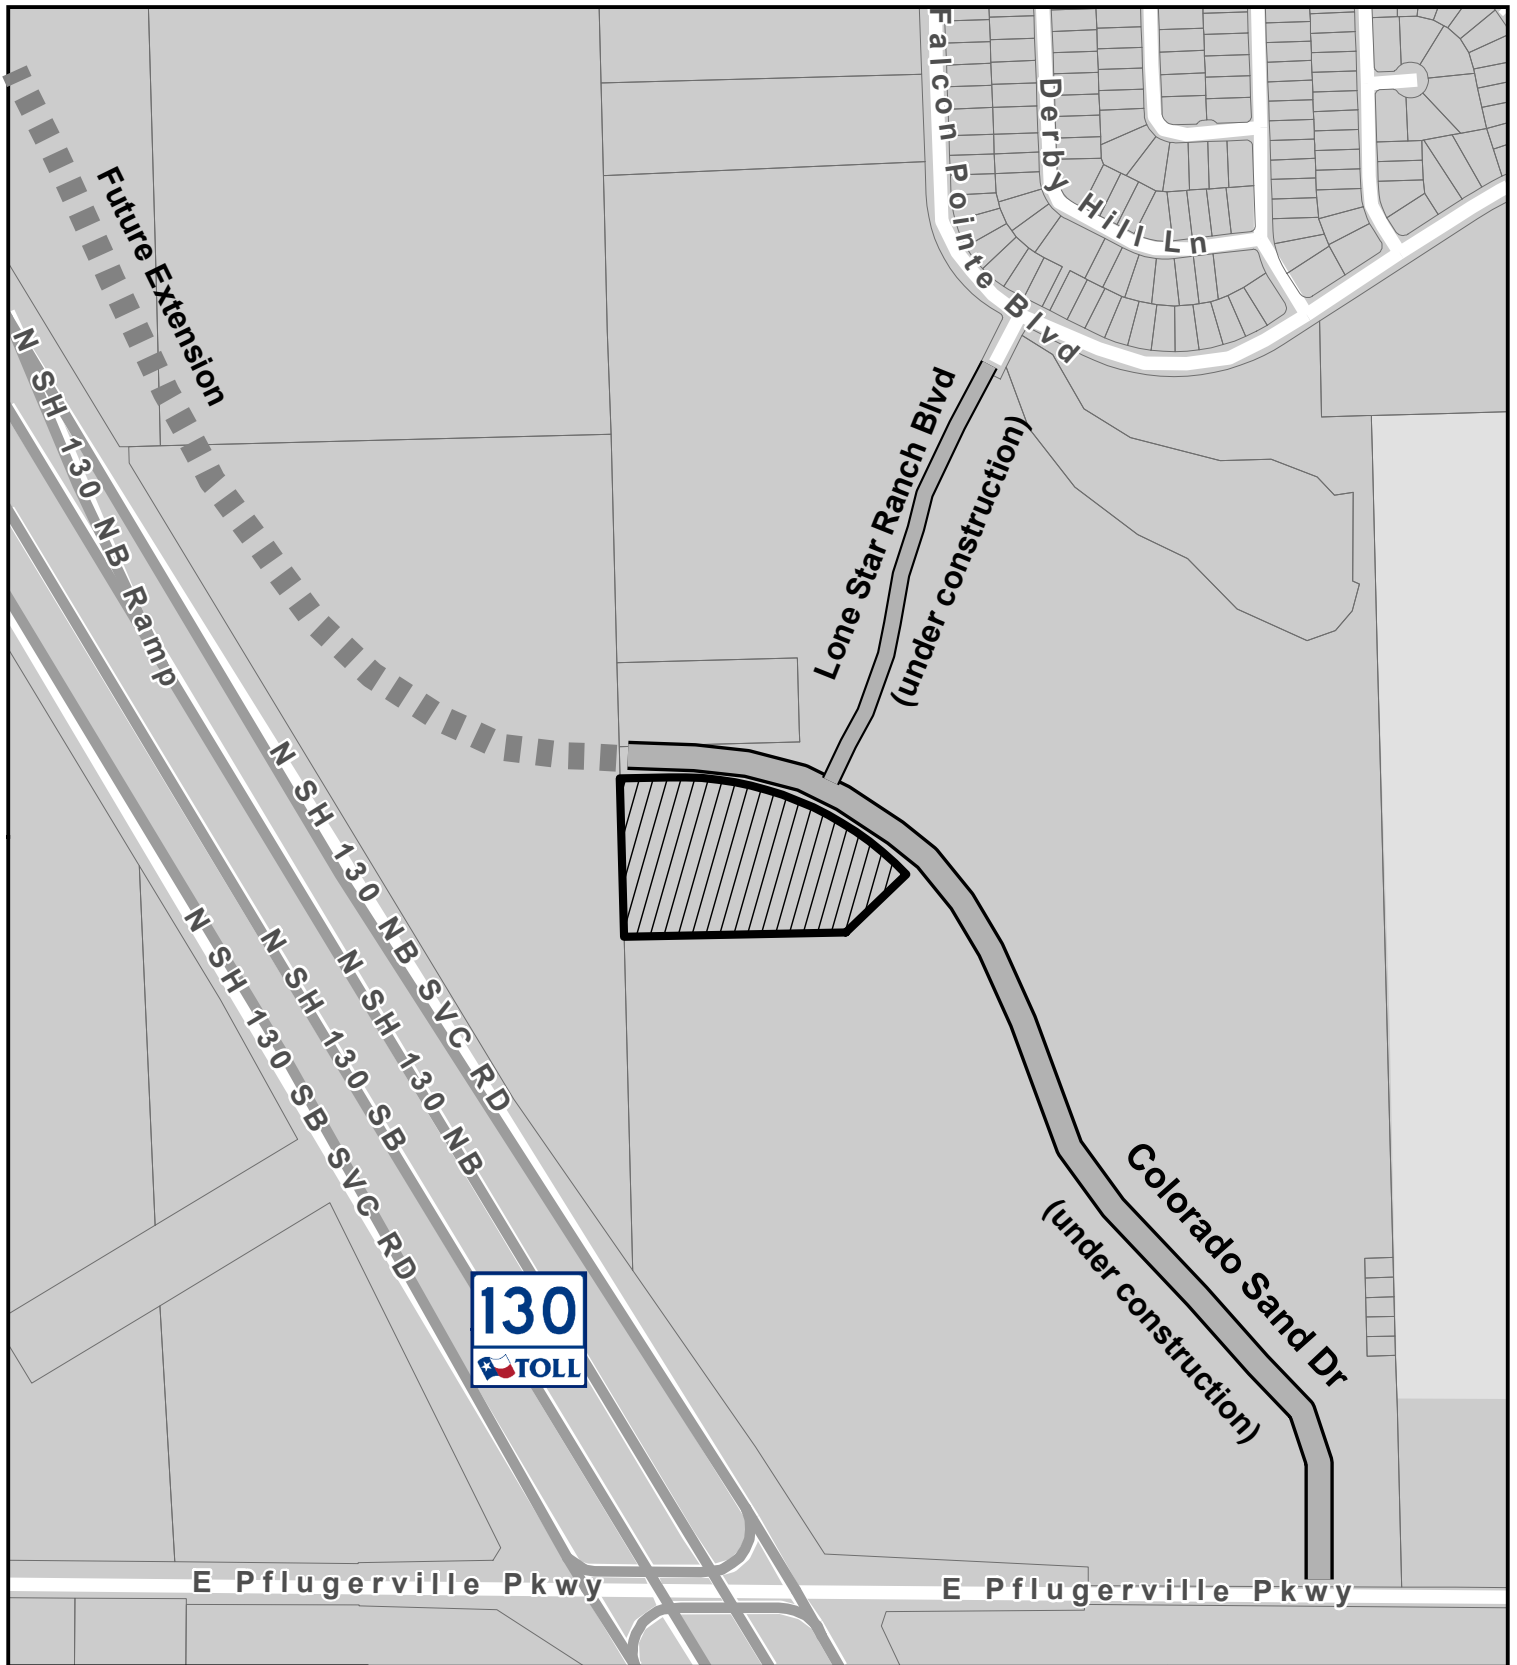 Falcon Pointe Blvd
Derby Hill Ln
Future Extension
N SH 130 NB Ramp
Lone Star Ranch Blvd
(under construction)
N SH 130 NB SVC RD
N SH 130 NB
N SH 130 SB
N SH 130 SB SVC RD
Colorado Sand Dr
(under construction)
130
TOLL
E Pflugerville Pkwy
E Pflugerville Pkwy